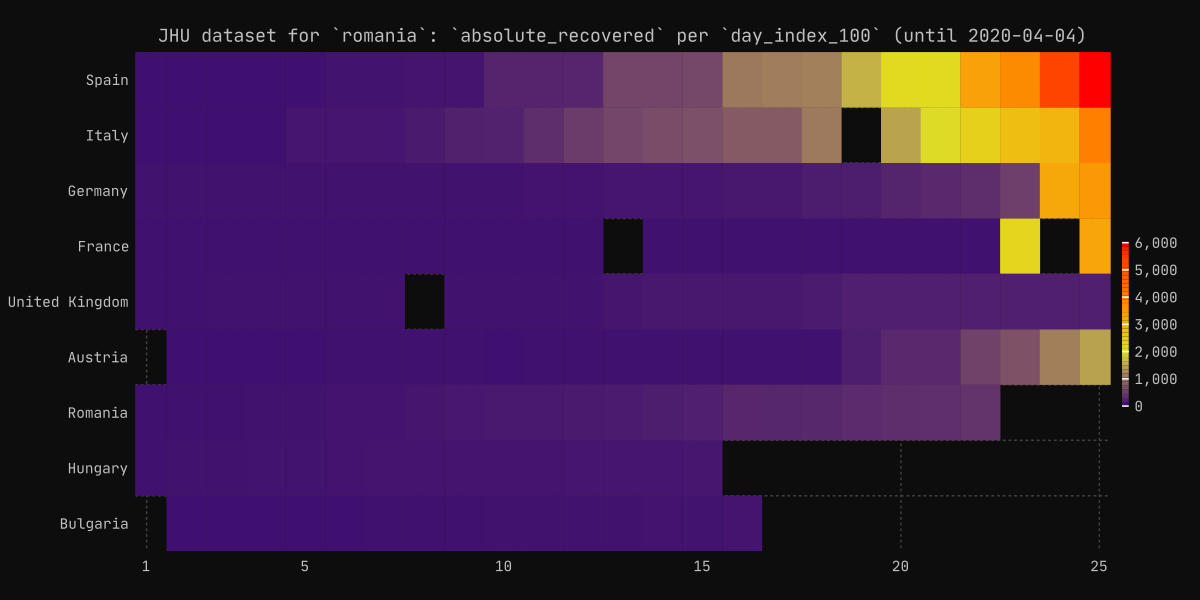 JHU dataset for `romania`: `absolute_recovered` per `day_index_100` (until 2020-04-04)
Spain
Italy
Germany
France
United Kingdom
Austria
Romania
Hungary
Bulgaria
6,000
5,000
4,000
3,000
2,000
1,000
0
1 5 10 15 20 25